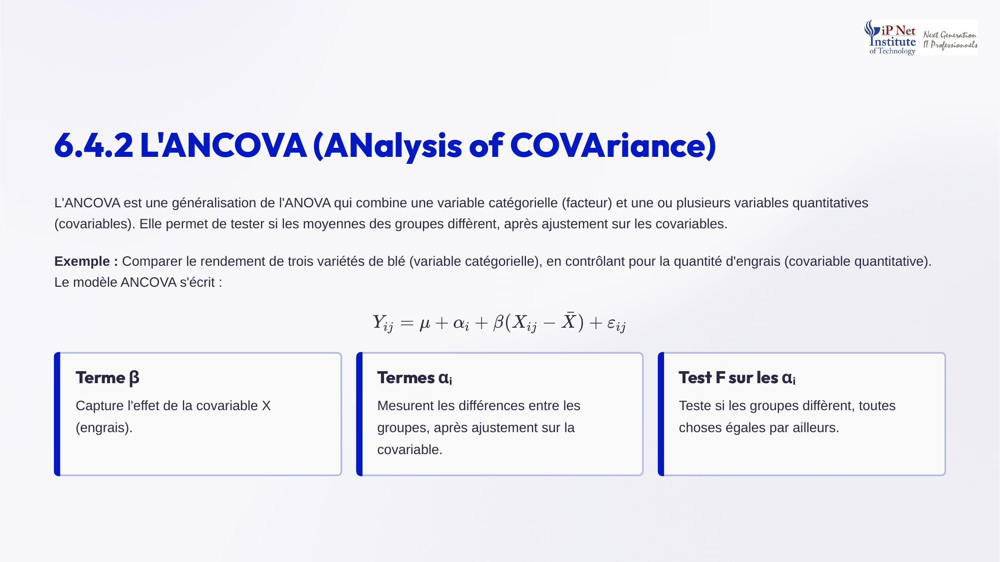 iP Net
Institute
of Technology
Next Generation
IT Professionnels
6.4.2 L'ANCOVA (ANalysis of COVAriance)
L'ANCOVA est une généralisation de l'ANOVA qui combine une variable catégorielle (facteur) et une ou plusieurs variables quantitatives
(covariables). Elle permet de tester si les moyennes des groupes diffèrent, après ajustement sur les covariables.
Exemple : Comparer le rendement de trois variétés de blé (variable catégorielle), en contrôlant pour la quantité d'engrais (covariable quantitative).
Le modèle ANCOVA s'écrit :
Y_{ij} = μ + α_i + β(X_{ij} − X̄) + ε_{ij}
Terme β
Capture l'effet de la covariable X
(engrais).
Termes αᵢ
Mesurent les différences entre les
groupes, après ajustement sur la
covariable.
Test F sur les αᵢ
Teste si les groupes diffèrent, toutes
choses égales par ailleurs.